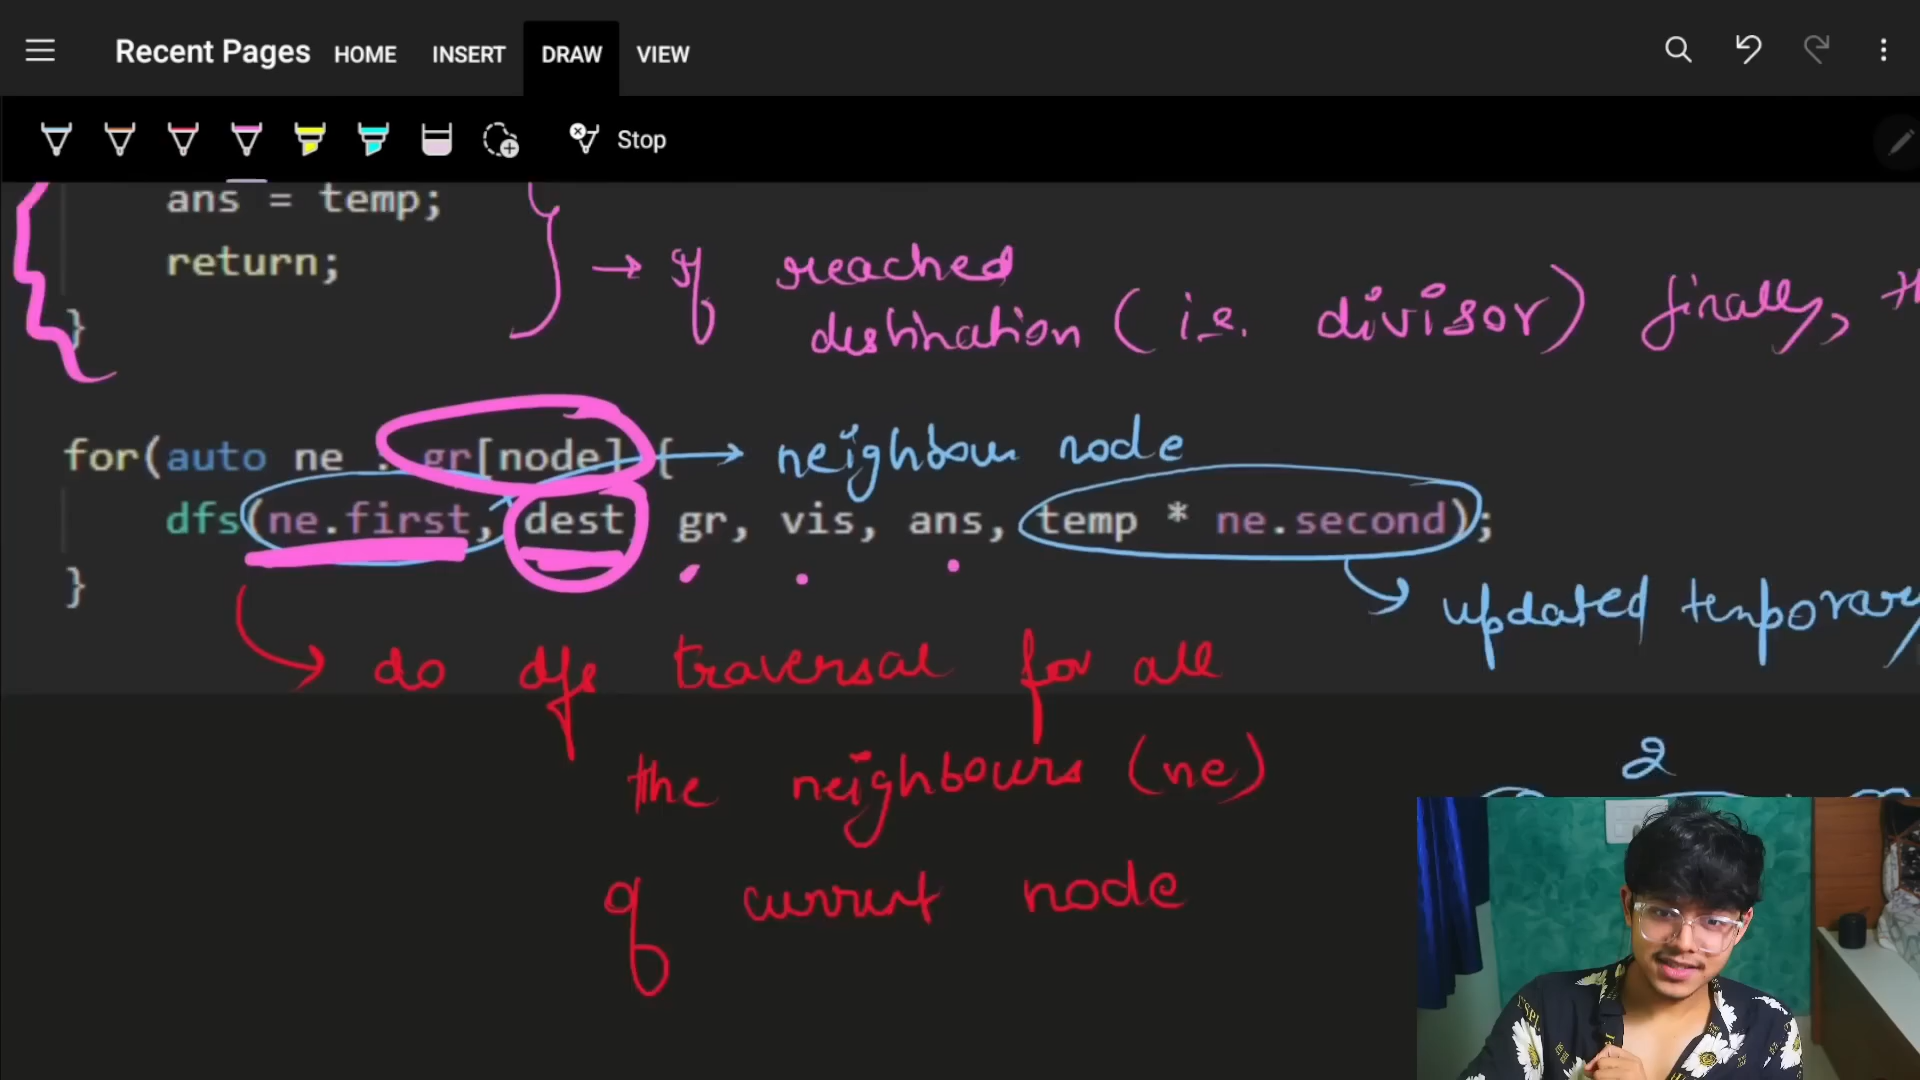 Recent Pages HOME INSERT DRAW VIEW
Stop
ans = temp;
return;
}
→ if reached
destination (i.e. divisor) finally,
for(auto ne : gr[node] { → neighbour node
dfs(ne.first, dest gr, vis, ans, temp * ne.second);
}
updated temporary
do dfs traversal for all
the neighbours (ne)
of current node
2